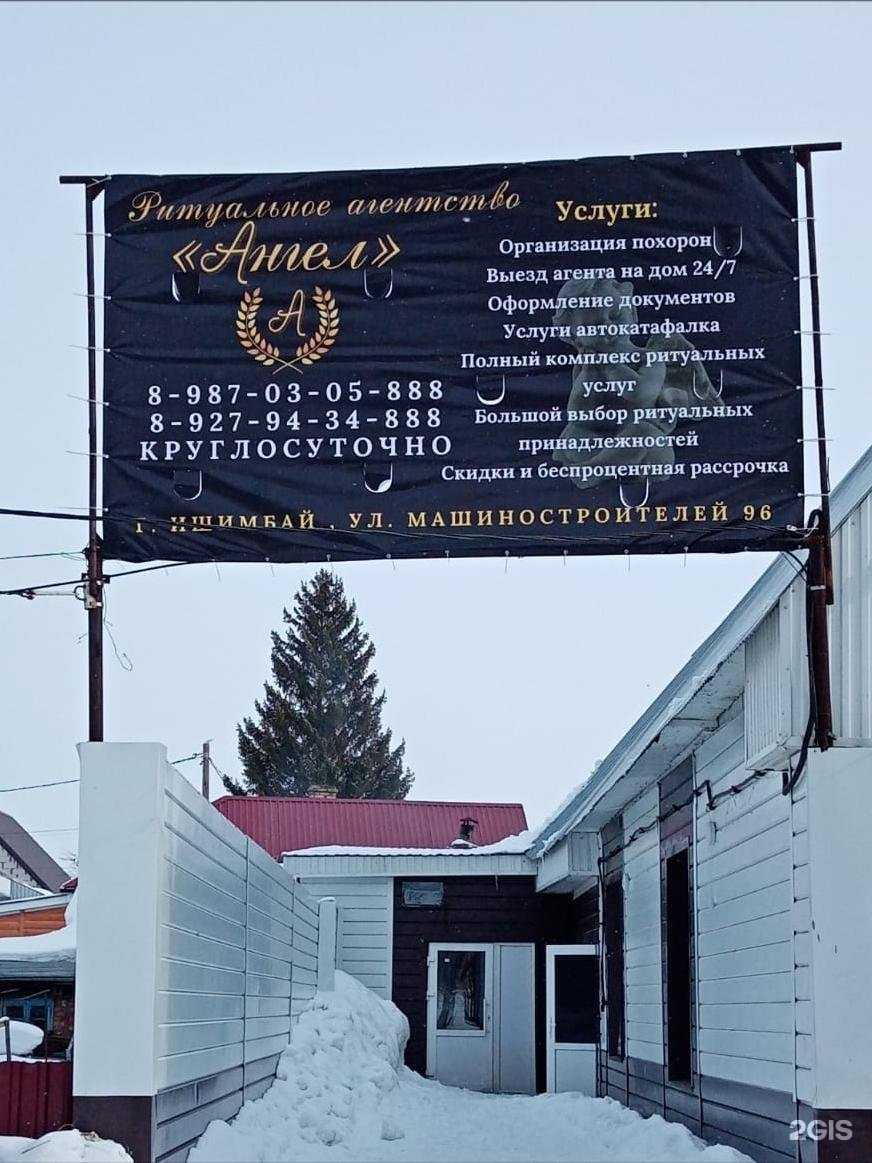 Ритуальное агентство
«Ангел»
А
8-987-03-05-888
8-927-94-34-888
КРУГЛОСУТОЧНО
Услуги:
Организация похорон
Выезд агента на дом 24/7
Оформление документов
Услуги автокатафалка
Полный комплекс ритуальных
услуг
Большой выбор ритуальных
принадлежностей
Скидки и беспроцентная рассрочка
Г. ИШИМБАЙ , УЛ. МАШИНОСТРОИТЕЛЕЙ 96
2GIS